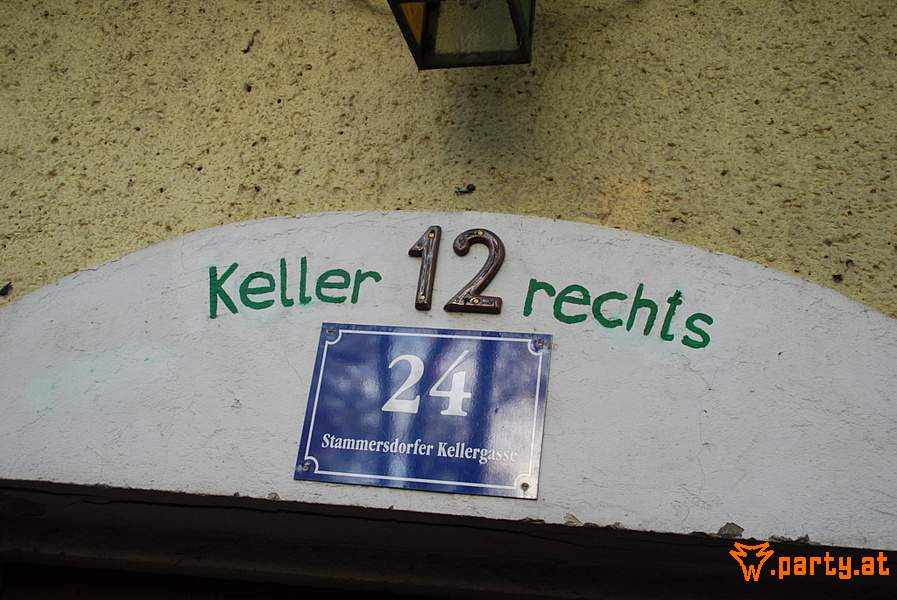 Keller 12 rechts
24
Stammersdorfer Kellergasse
W.party.at